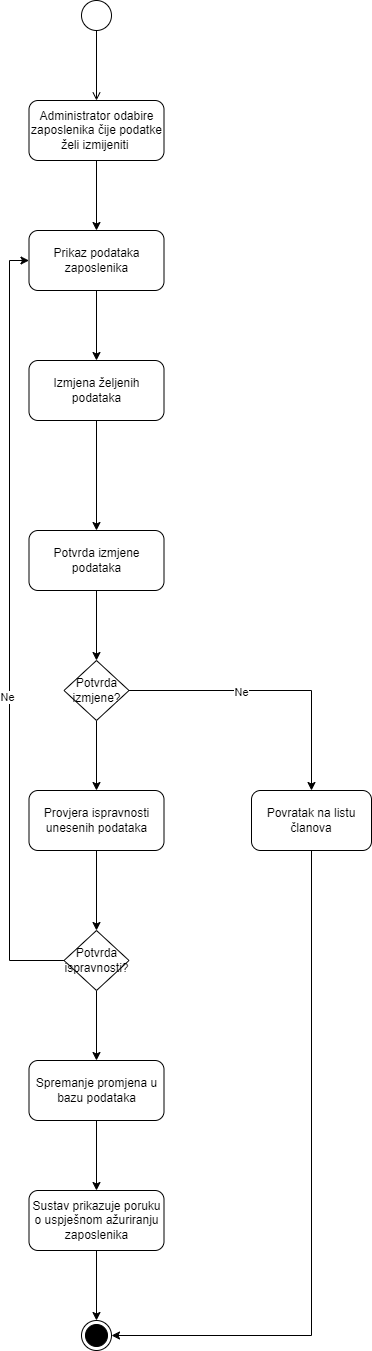 Administrator odabire
zaposlenika čije podatke
želi izmijeniti
Prikaz podataka
zaposlenika
Izmjena željenih
podataka
Potvrda izmjene
podataka
Potvrda
izmjene?
Ne
Ne
Provjera ispravnosti
unesenih podataka
Povratak na listu
članova
Potvrda
ispravnosti?
Spremanje promjena u
bazu podataka
Sustav prikazuje poruku
o uspješnom ažuriranju
zaposlenika